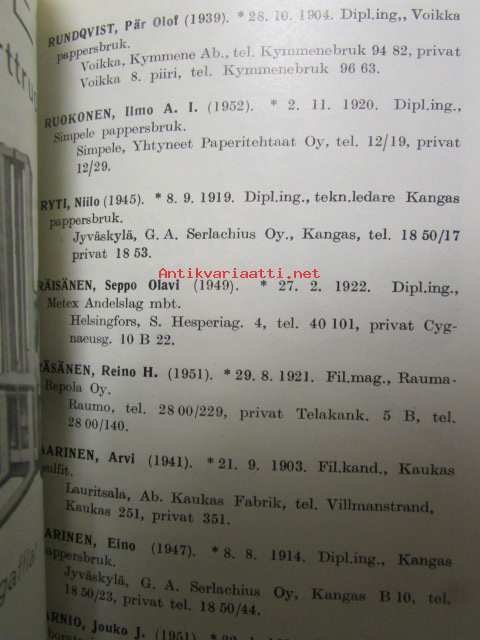 RUNDQVIST, Pär Olof (1939). * 28. 10. 1904. Dipl.ing., Voikka
pappersbruk.
Voikka, Kymmene Ab., tel. Kymmenebruk 94 82, privat
Voikka 8. piiri, tel. Kymmenebruk 96 63.
RUOKONEN, Ilmo A. I. (1952). * 2. 11. 1920. Dipl.ing.,
Simpele pappersbruk.
Simpele, Yhtyneet Paperitehtaat Oy, tel. 12/19, privat
12/29.
RYTI, Niilo (1945). * 8. 9. 1919. Dipl.ing., tekn.ledare Kangas
pappersbruk.
Jyväskylä, G. A. Serlachius Oy., Kangas, tel. 18 50/17
privat 18 53.
Antikvariaatti.net
RÄISÄNEN, Seppo Olavi (1949). * 27. 2. 1922. Dipl.ing.,
Metex Andelslag mbt.
Helsingfors, S. Hesperiag. 4, tel. 40 101, privat Cyg-
naeusg. 10 B 22.
RÄSÄNEN, Reino H. (1951). * 29. 8. 1921. Fil.mag., Rauma-
Repola Oy.
Raumo, tel. 28 00/229, privat Telakank. 5 B, tel.
28 00/140.
AARINEN, Arvi (1941). * 21. 9. 1903. Fil.kand., Kaukas
sulfit.
Lauritsala, Ab. Kaukas Fabrik, tel. Villmanstrand,
Kaukas 251, privat 351.
ARINEN, Eino (1947). * 8. 8. 1914. Dipl.ing., Kangas
pappersbruk.
Jyväskylä, G. A. Serlachius Oy, Kangas B 10, tel.
18 50/23, privat tel. 18 50/44.
ARNIO, Jouko J. (1951)